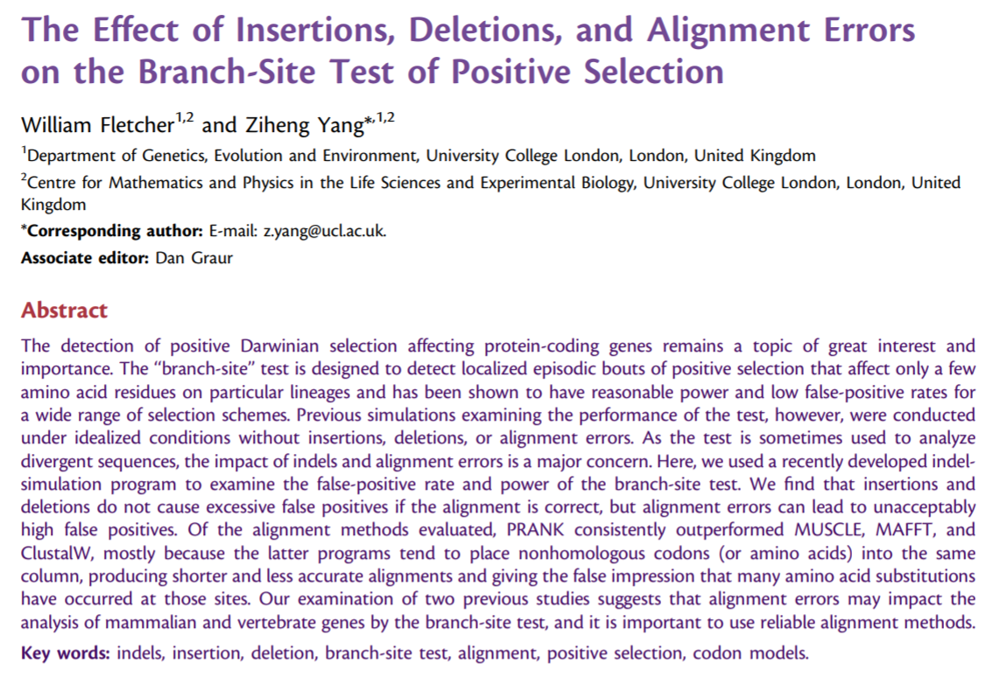 The Effect of Insertions, Deletions, and Alignment Errors
on the Branch-Site Test of Positive Selection
William Fletcher1,2 and Ziheng Yang*,1,2
1Department of Genetics, Evolution and Environment, University College London, London, United Kingdom
2Centre for Mathematics and Physics in the Life Sciences and Experimental Biology, University College London, London, United
Kingdom
*Corresponding author: E-mail: z.yang@ucl.ac.uk.
Associate editor: Dan Graur
Abstract
The detection of positive Darwinian selection affecting protein-coding genes remains a topic of great interest and
importance. The “branch-site” test is designed to detect localized episodic bouts of positive selection that affect only a few
amino acid residues on particular lineages and has been shown to have reasonable power and low false-positive rates for
a wide range of selection schemes. Previous simulations examining the performance of the test, however, were conducted
under idealized conditions without insertions, deletions, or alignment errors. As the test is sometimes used to analyze
divergent sequences, the impact of indels and alignment errors is a major concern. Here, we used a recently developed indel-
simulation program to examine the false-positive rate and power of the branch-site test. We find that insertions and
deletions do not cause excessive false positives if the alignment is correct, but alignment errors can lead to unacceptably
high false positives. Of the alignment methods evaluated, PRANK consistently outperformed MUSCLE, MAFFT, and
ClustalW, mostly because the latter programs tend to place nonhomologous codons (or amino acids) into the same
column, producing shorter and less accurate alignments and giving the false impression that many amino acid substitutions
have occurred at those sites. Our examination of two previous studies suggests that alignment errors may impact the
analysis of mammalian and vertebrate genes by the branch-site test, and it is important to use reliable alignment methods.
Key words: indels, insertion, deletion, branch-site test, alignment, positive selection, codon models.